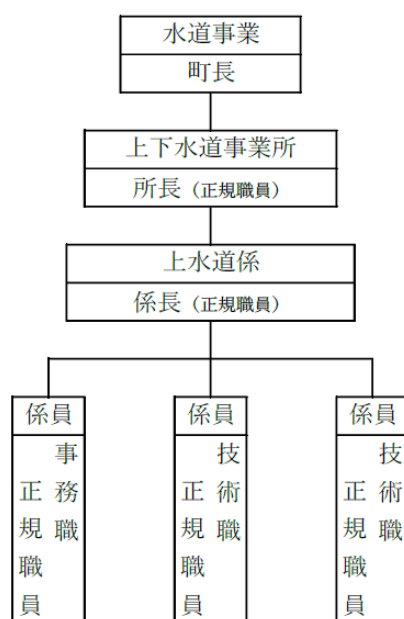 水道事業
町長
上下水道事業所
所長（正規職員）
上水道係
係長（正規職員）
係員
事務職
正規職員
係員
技術職
正規職員
係員
技術職
正規職員